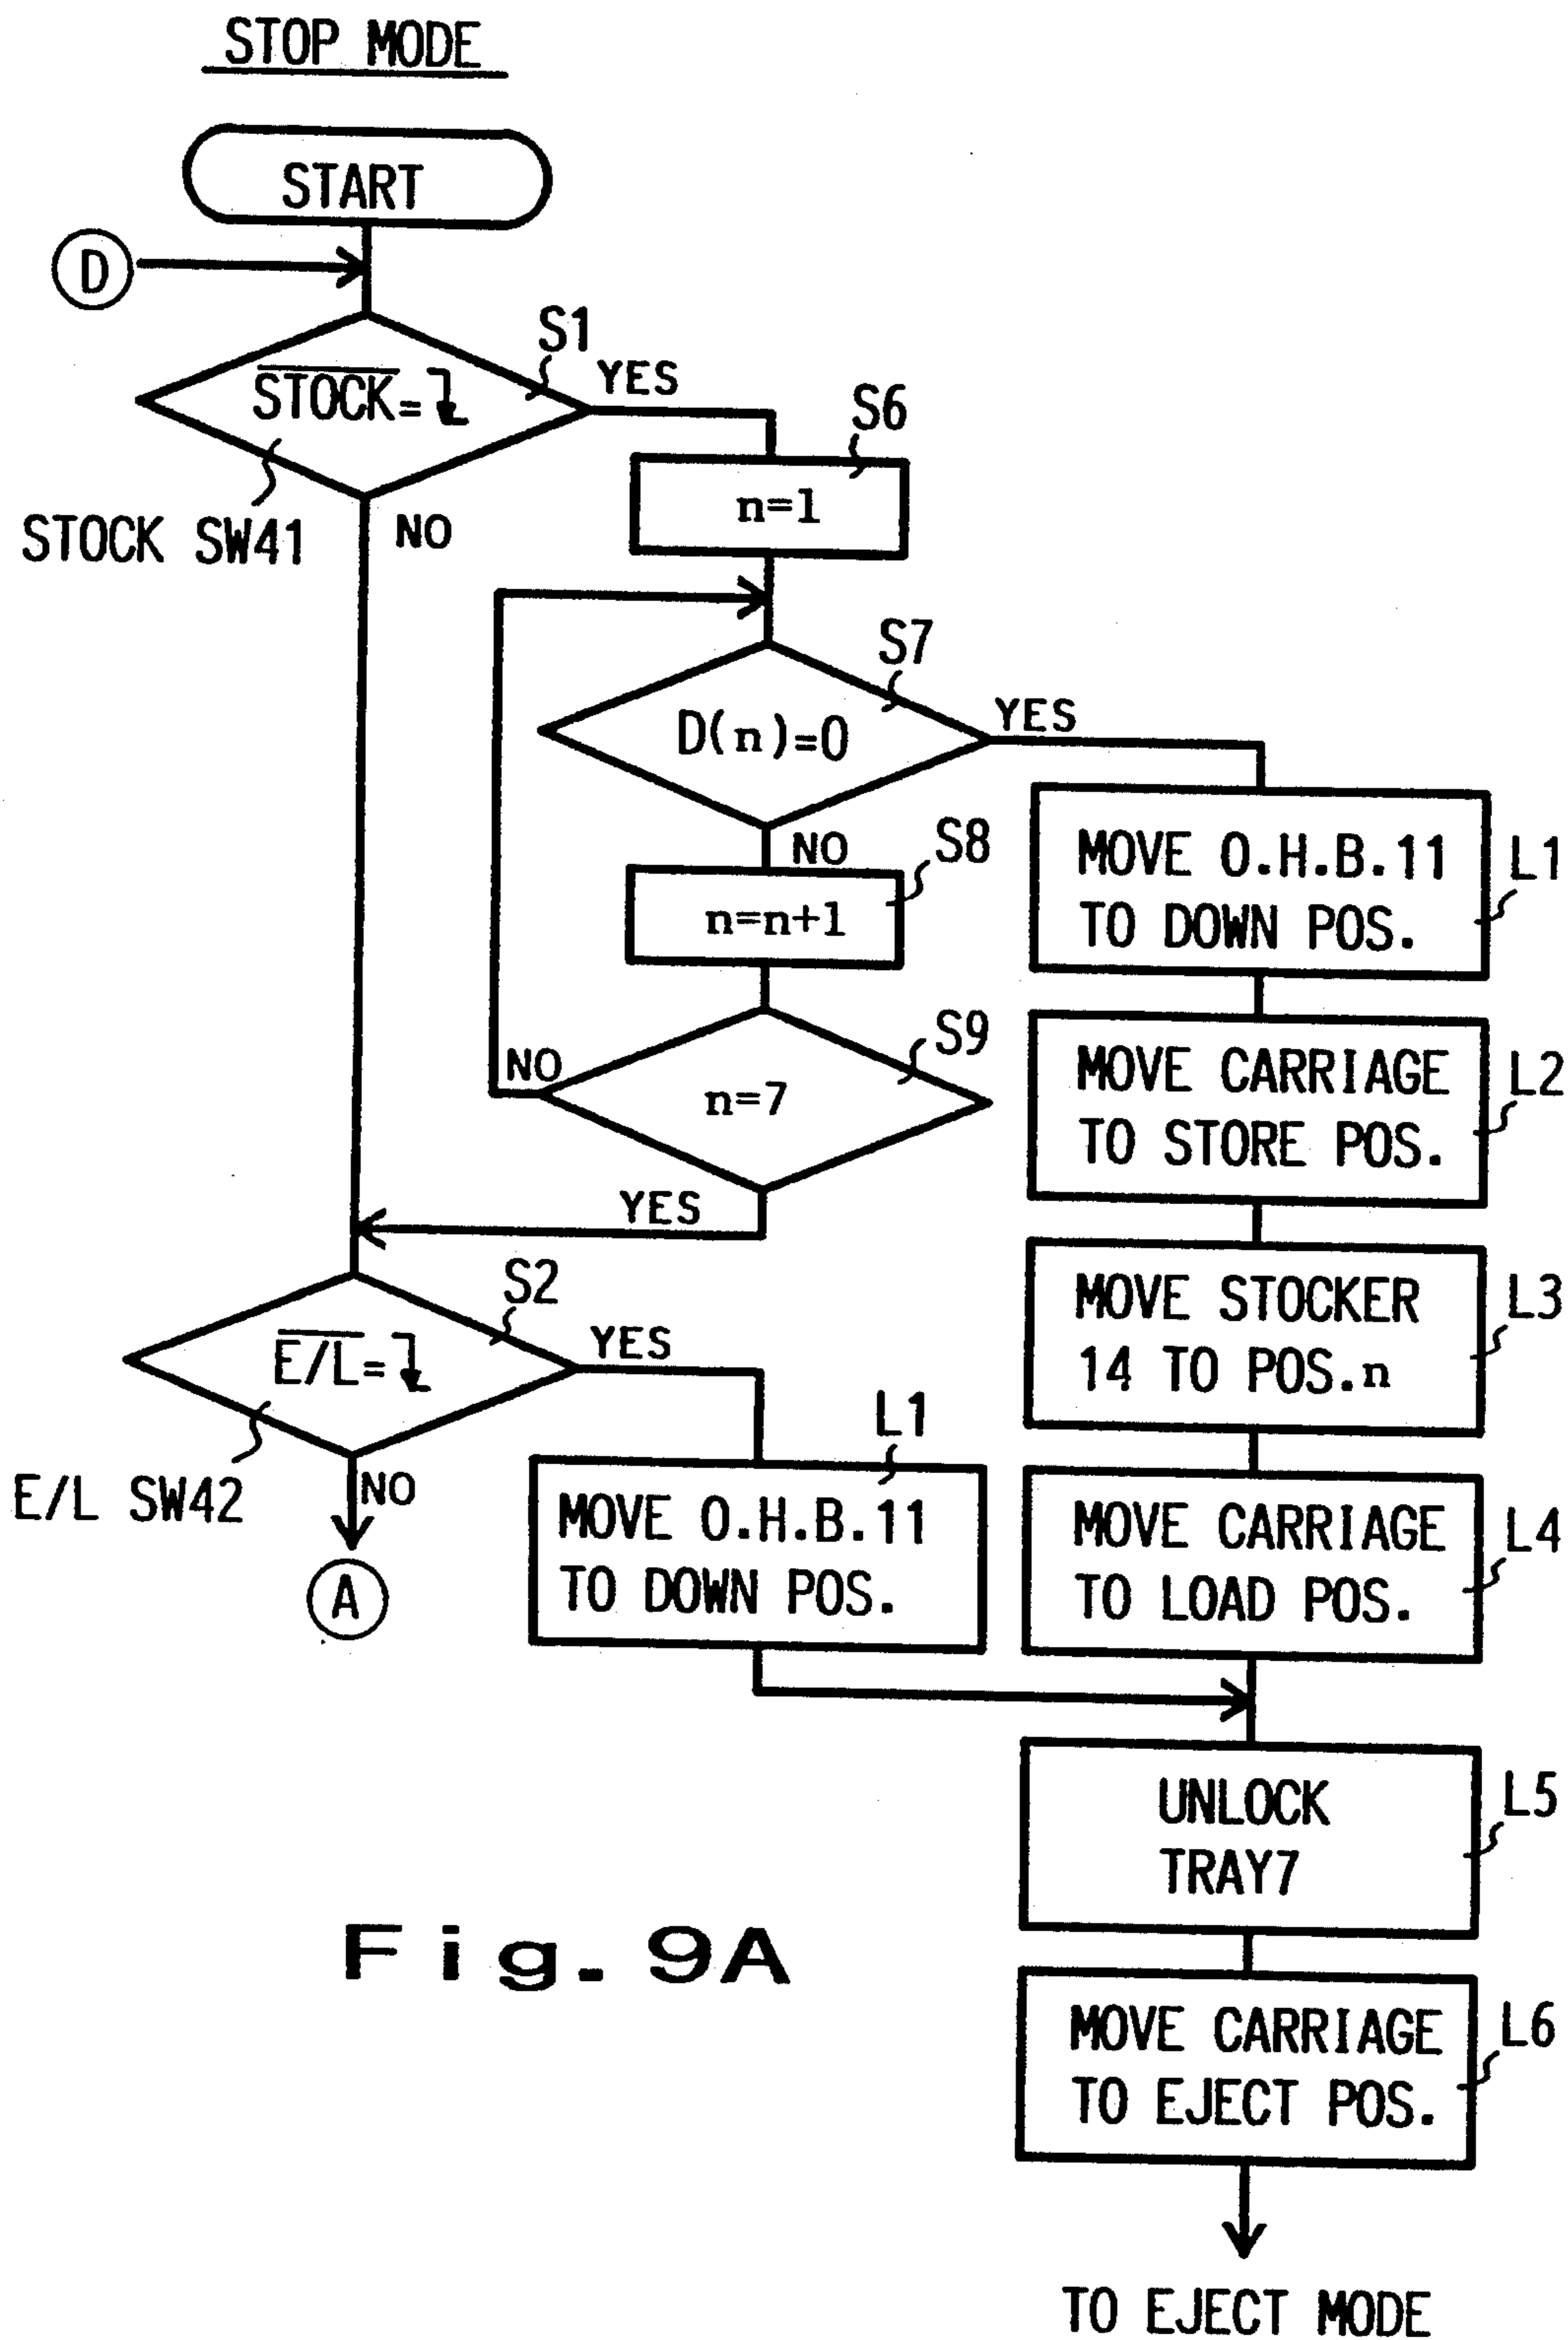 STOP MODE
START
D
S1
STOCK=
YES
STOCK SW41
NO
S6
n=1
S7
D(n)=0
YES
NO
S8
n=n+1
S9
n=7
NO
YES
MOVE O.H.B.11
TO DOWN POS.
L1
MOVE CARRIAGE
TO STORE POS.
L2
MOVE STOCKER
14 TO POS.n
L3
MOVE CARRIAGE
TO LOAD POS.
L4
S2
E/L=
YES
E/L SW42
NO
A
L1
MOVE O.H.B.11
TO DOWN POS.
UNLOCK
TRAY7
L5
MOVE CARRIAGE
TO EJECT POS.
L6
TO EJECT MODE
Fig. 9A